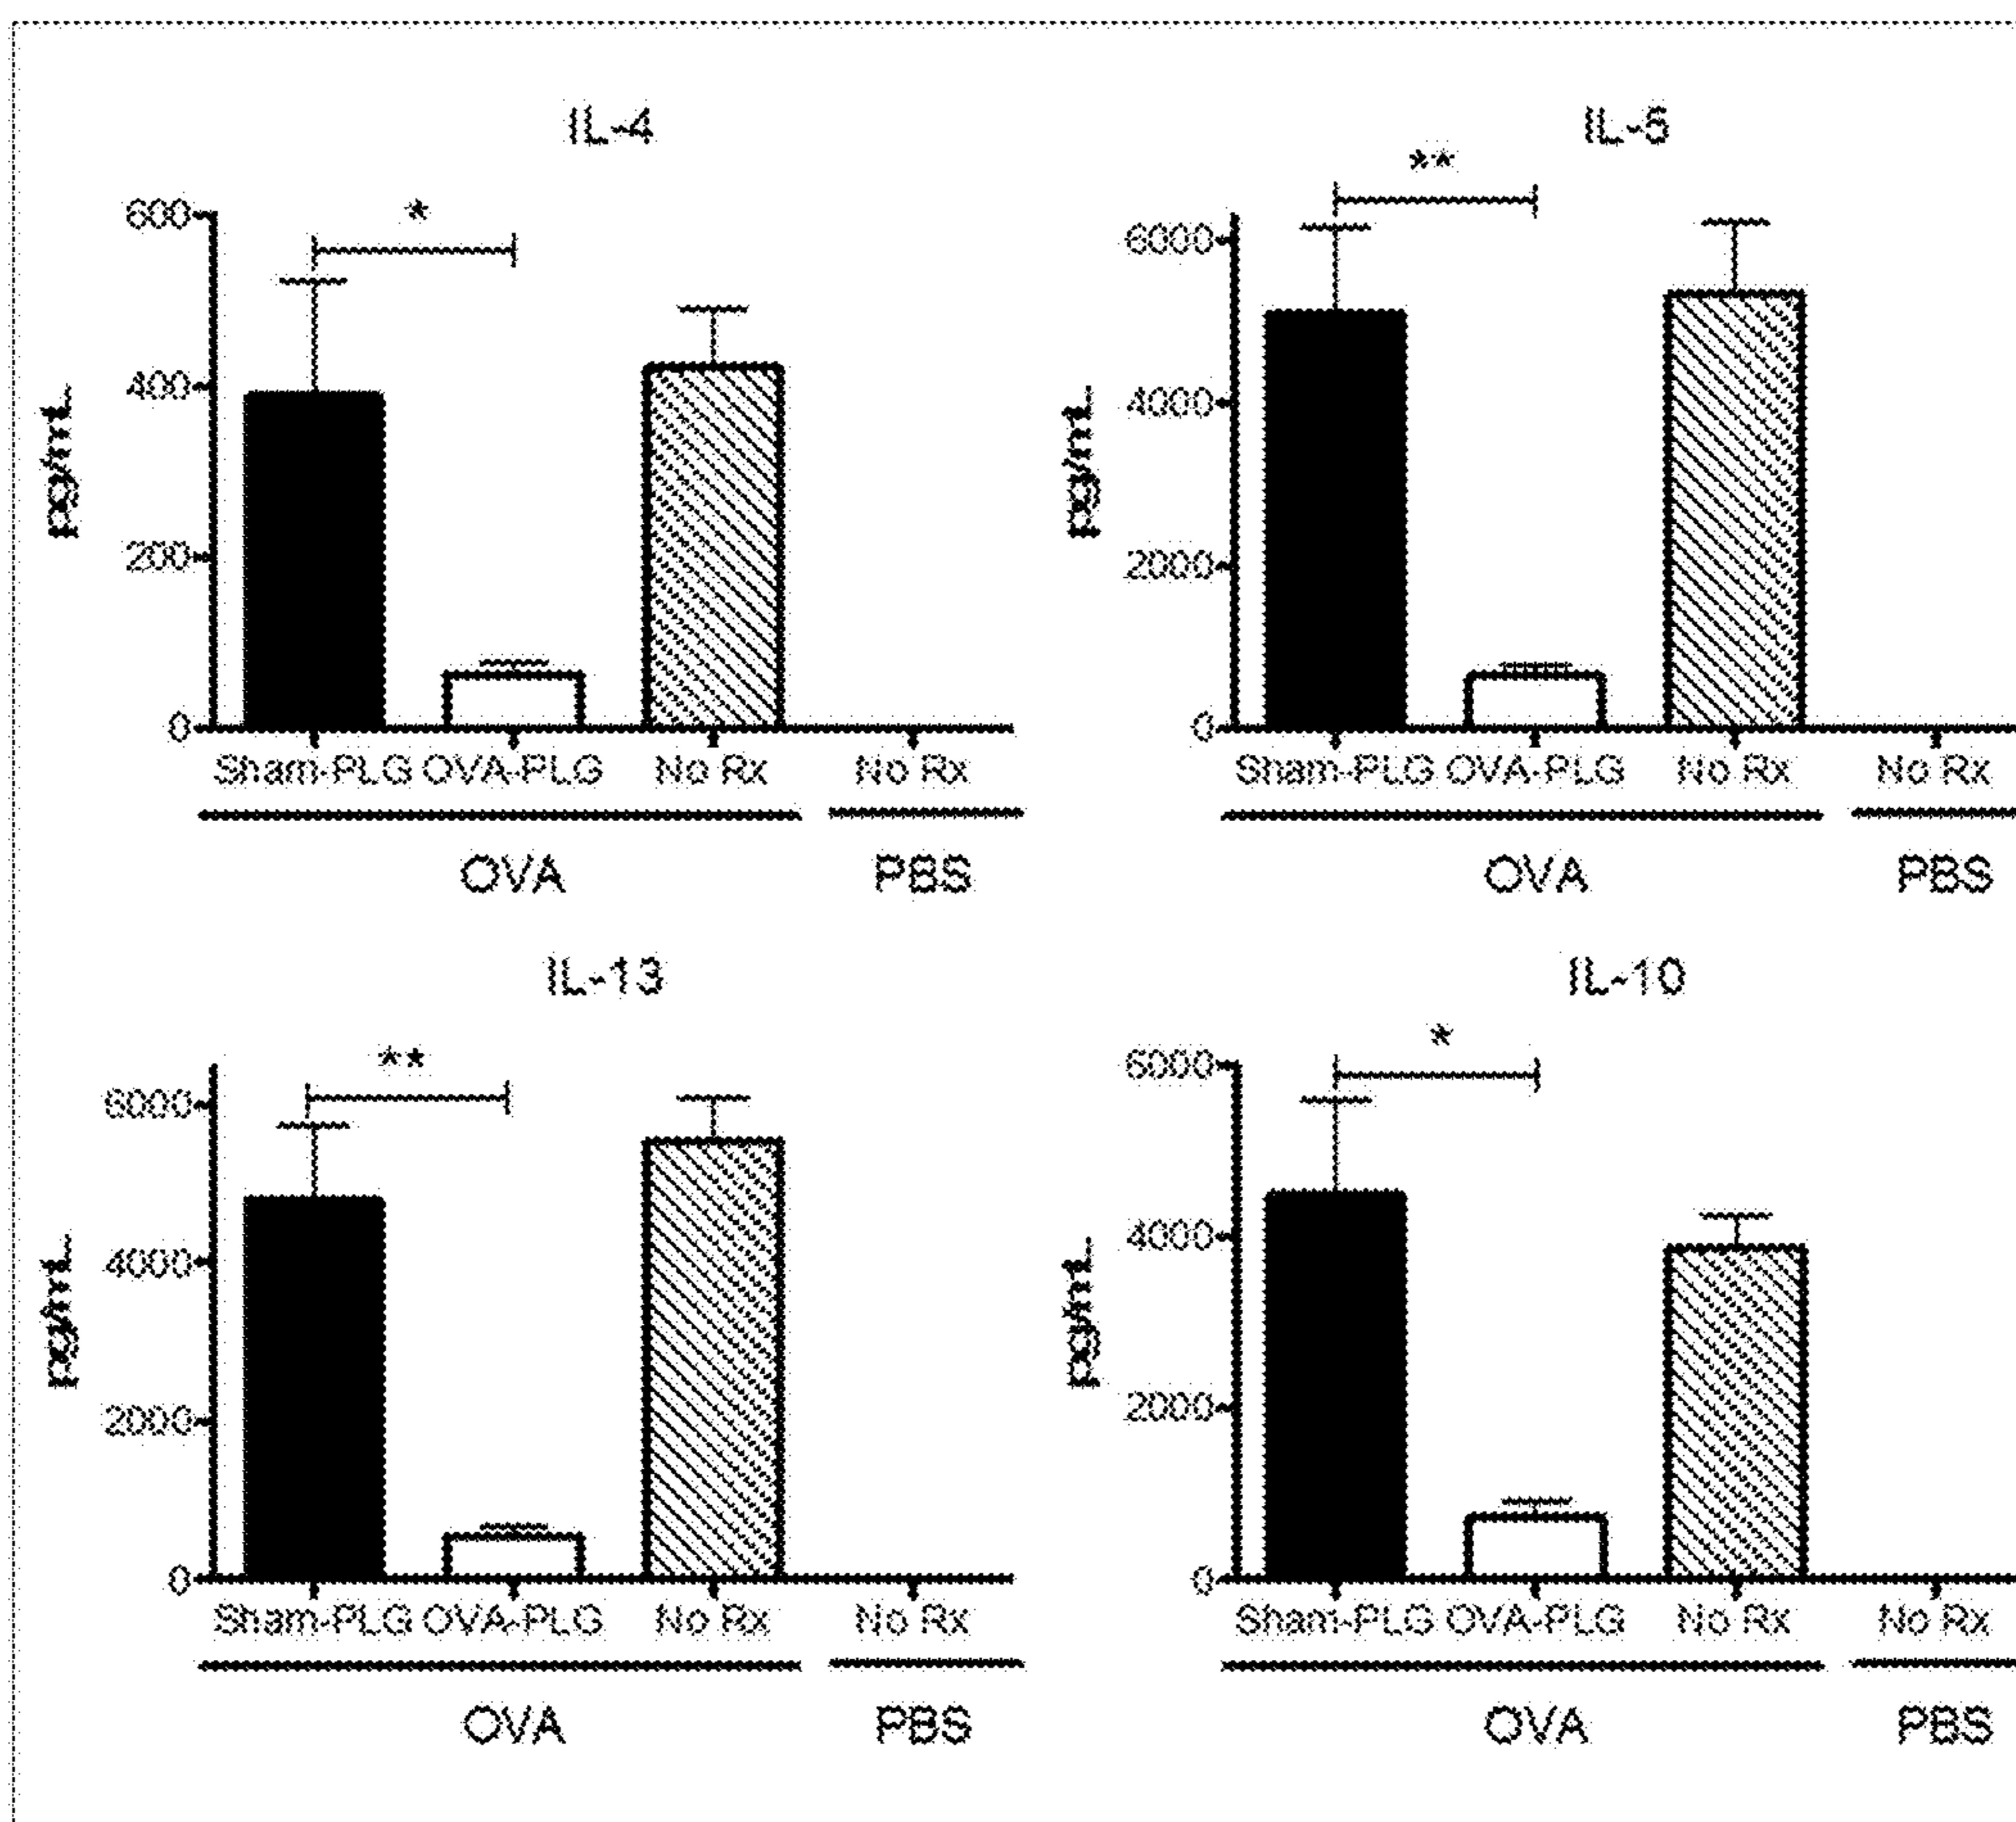 IL-4
*
600
400
200
0
pg/mL
Sham-PLG OVA-PLG No Rx No Rx
OVA PBS
IL-5
**
6000
4000
2000
0
pg/mL
Sham-PLG OVA-PLG No Rx No Rx
OVA PBS
IL-13
**
6000
4000
2000
0
pg/mL
Sham-PLG OVA-PLG No Rx No Rx
OVA PBS
IL-10
*
6000
4000
2000
0
pg/mL
Sham-PLG OVA-PLG No Rx No Rx
OVA PBS